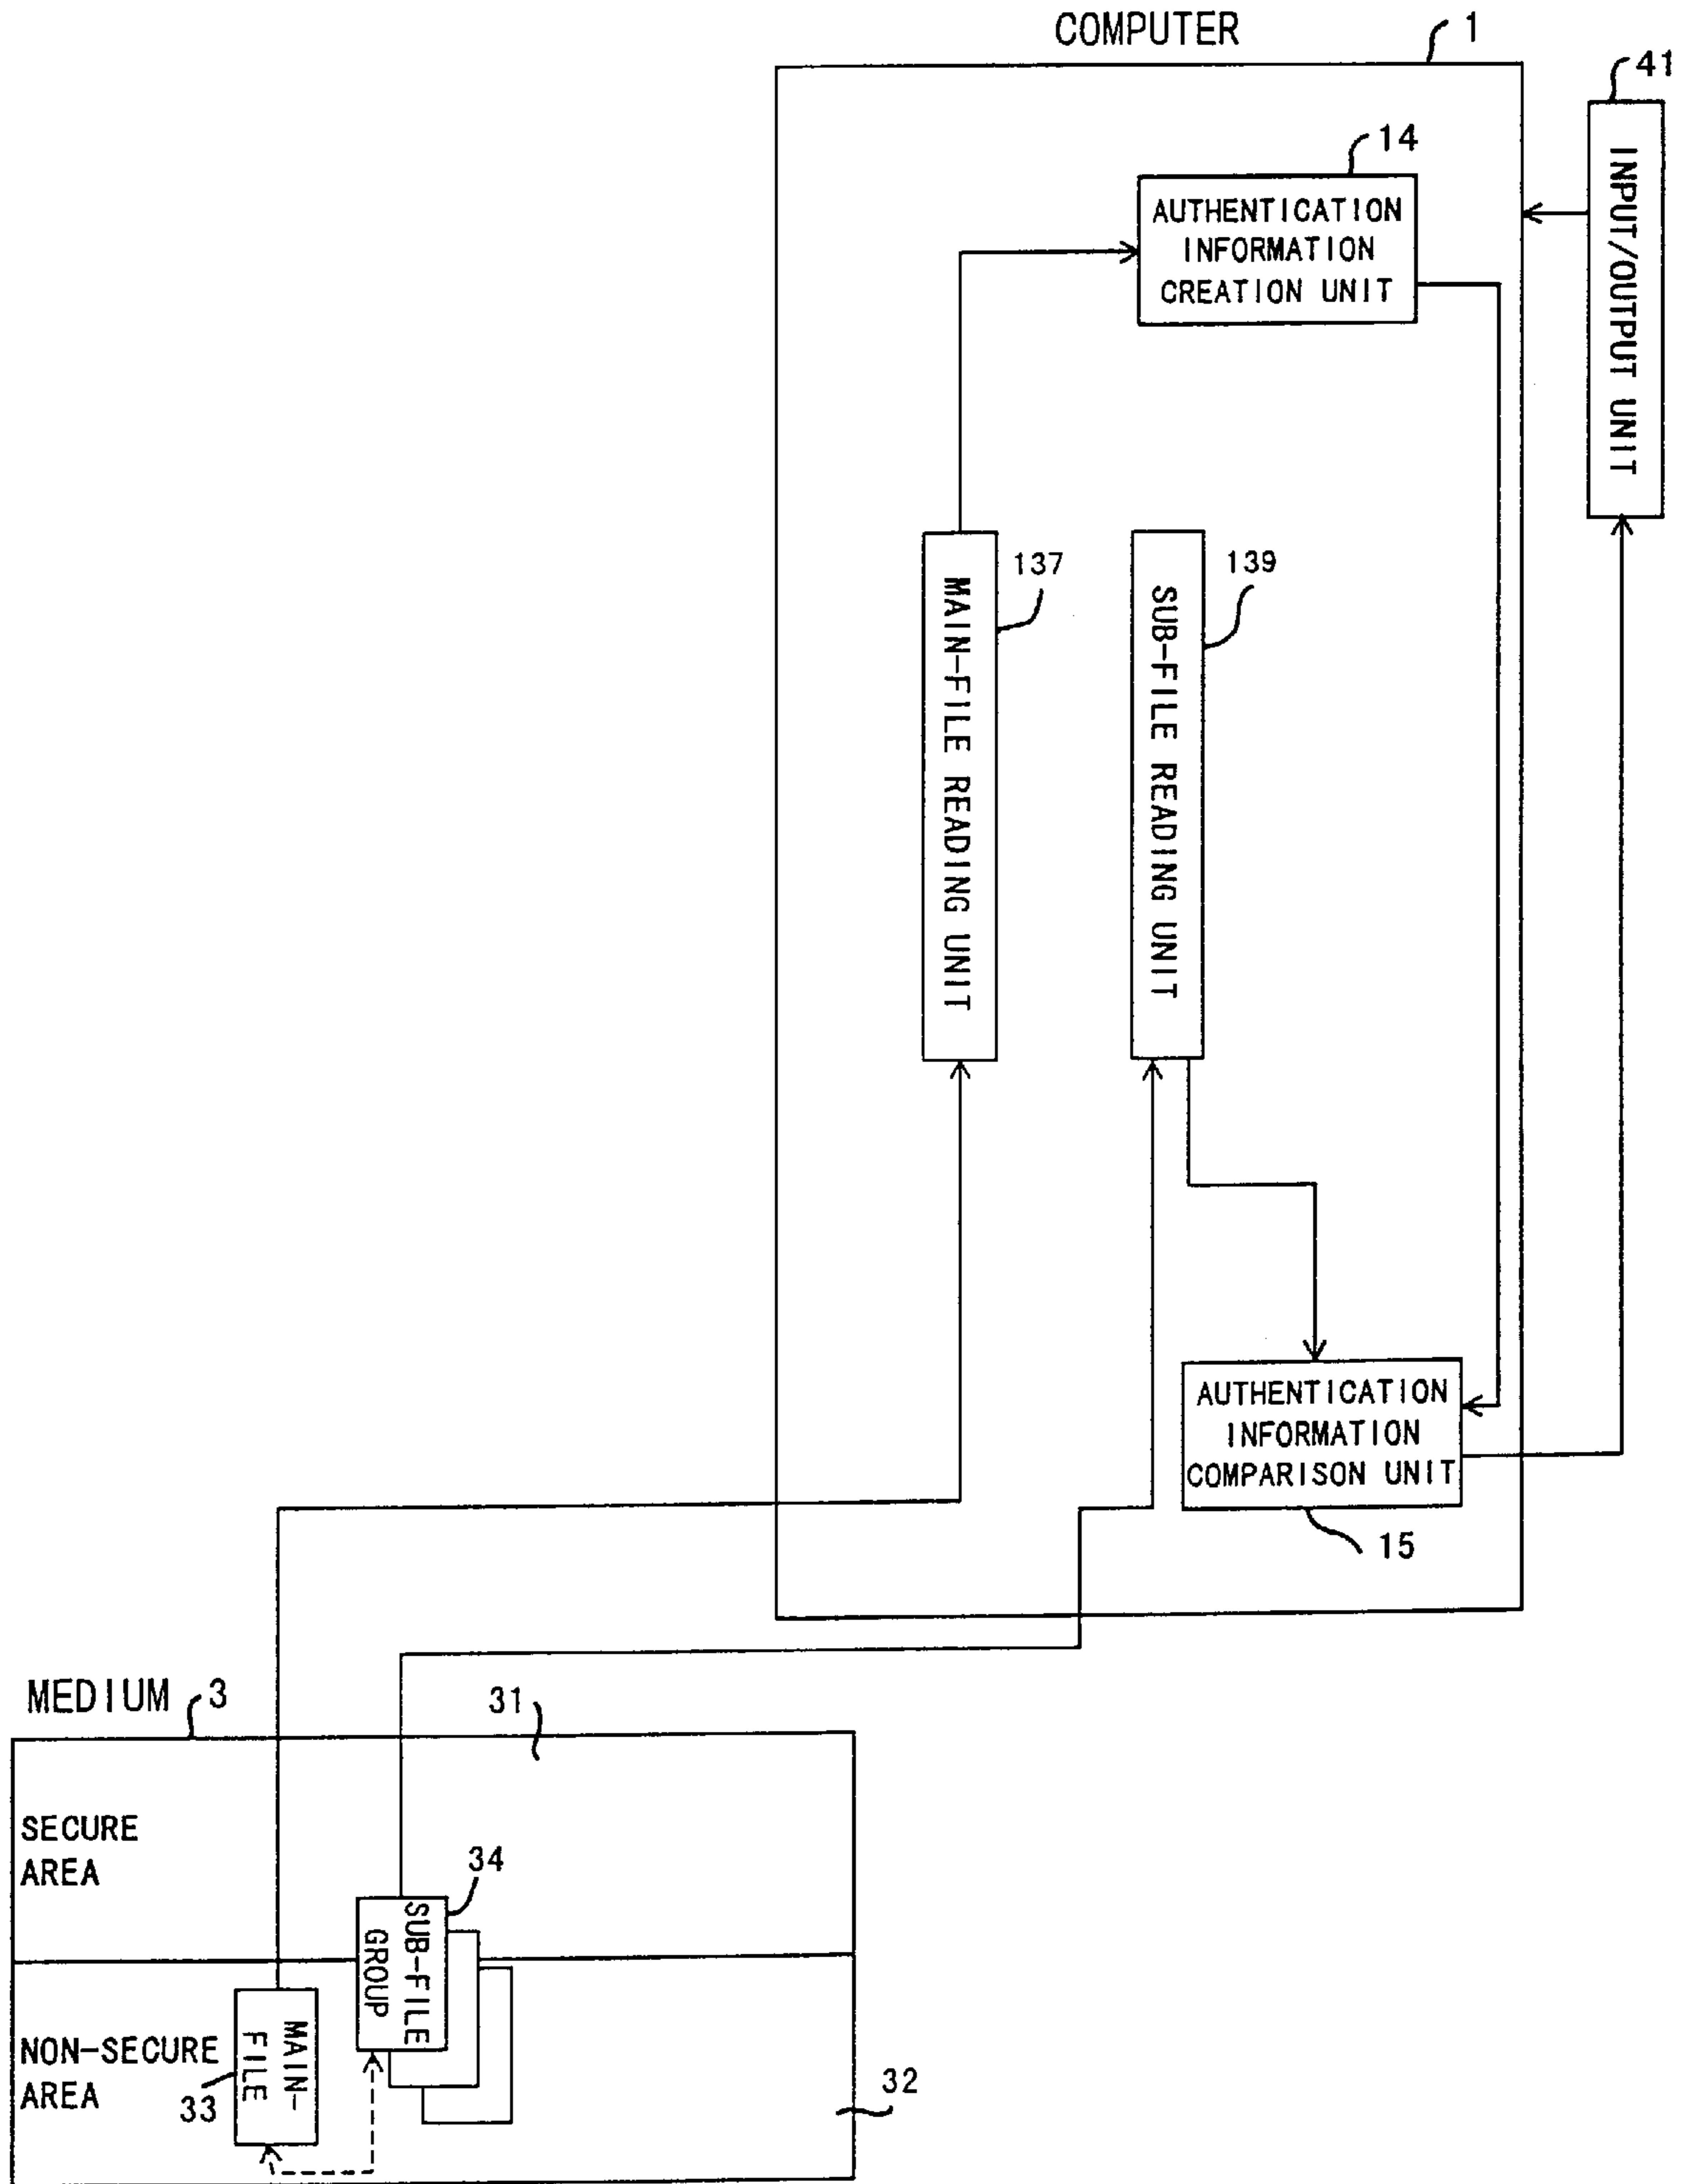 COMPUTER
1
41
14
AUTHENTICATION
INFORMATION
CREATION UNIT
INPUT/OUTPUT UNIT
137
139
MAIN-FILE READING UNIT
SUB-FILE READING UNIT
AUTHENTICATION
INFORMATION
COMPARISON UNIT
15
MEDIUM
3
31
SECURE
AREA
34
SUB-FILE
GROUP
NON-SECURE
AREA
33
MAIN-
FILE
32